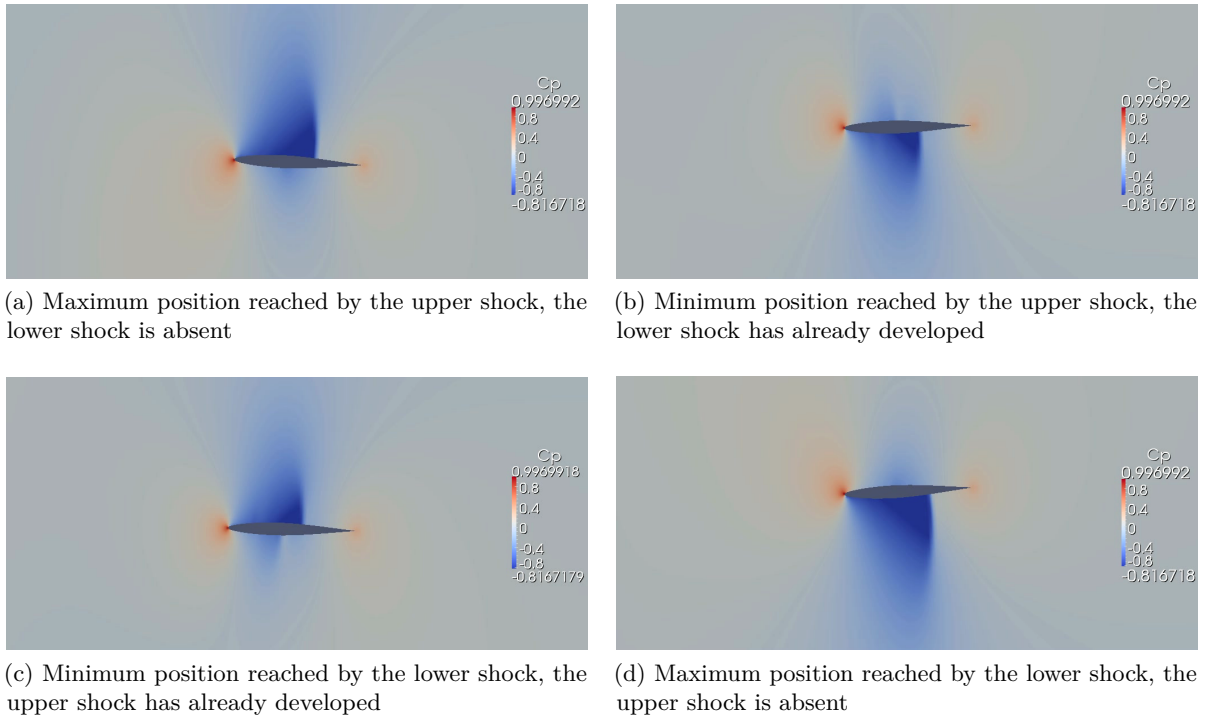 Cp
0.996992
0.8
0.4
0
-0.4
-0.8
-0.816718
(a) Maximum position reached by the upper shock, the
lower shock is absent
Cp
0.996992
0.8
0.4
0
-0.4
-0.8
-0.816718
(b) Minimum position reached by the upper shock, the
lower shock has already developed
Cp
0.9969918
0.8
0.4
0
-0.4
-0.8
-0.8167179
(c) Minimum position reached by the lower shock, the
upper shock has already developed
Cp
0.996992
0.8
0.4
0
-0.4
-0.8
-0.816718
(d) Maximum position reached by the lower shock, the
upper shock is absent